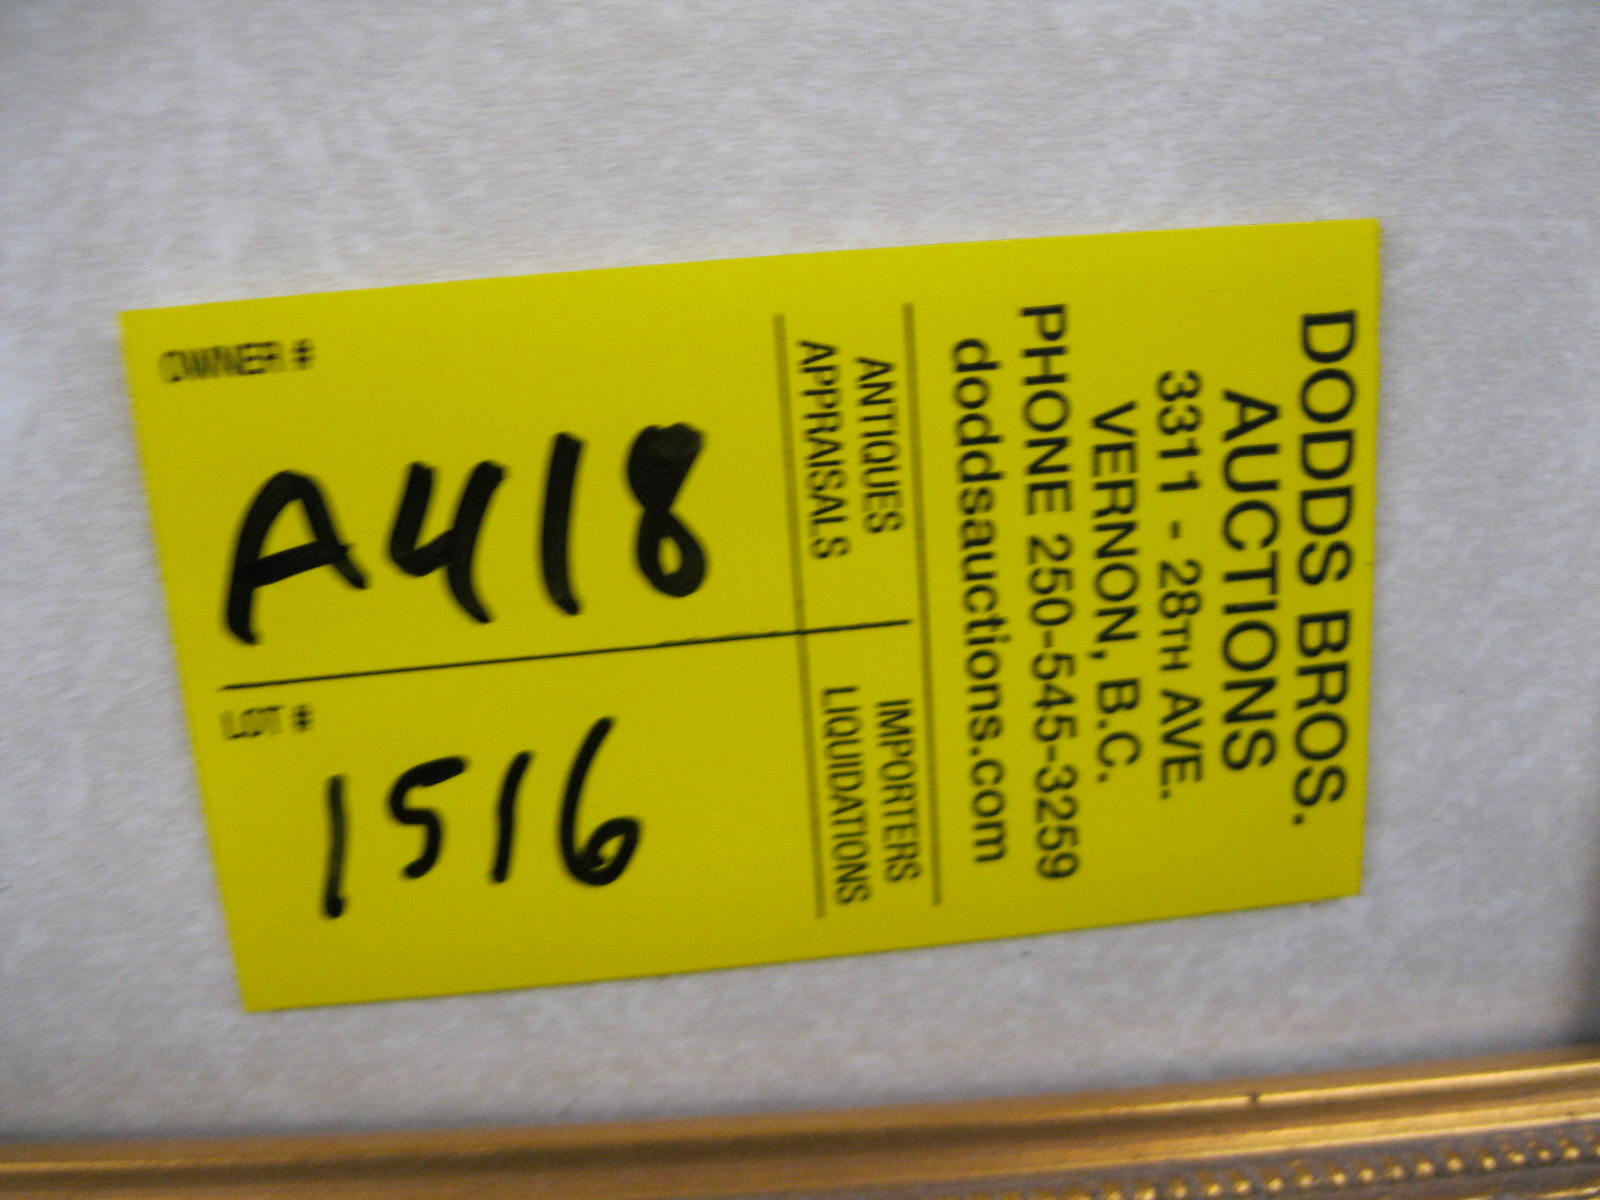 DODDS BROS.
AUCTIONS
3311 - 28TH AVE.
VERNON, B.C.
PHONE 250-545-3259
doddsauctions.com
ANTIQUES IMPORTERS
APPRAISALS LIQUIDATIONS
OWNER #
A418
LOT #
1516